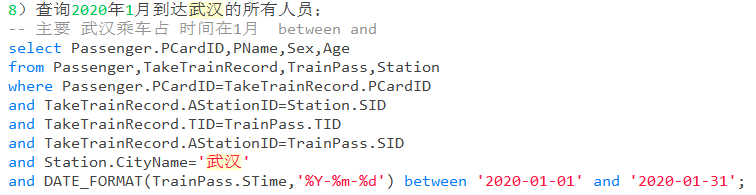 8）查询2020年1月到达武汉的所有人员；
-- 主要 武汉乘车占 时间在1月  between and
select Passenger.PCardID,PName,Sex,Age
from Passenger,TakeTrainRecord,TrainPass,Station
where Passenger.PCardID=TakeTrainRecord.PCardID
and TakeTrainRecord.AStationID=Station.SID
and TakeTrainRecord.TID=TrainPass.TID
and TakeTrainRecord.AStationID=TrainPass.SID
and Station.CityName='武汉'
and DATE_FORMAT(TrainPass.STime,'%Y-%m-%d') between '2020-01-01' and '2020-01-31';